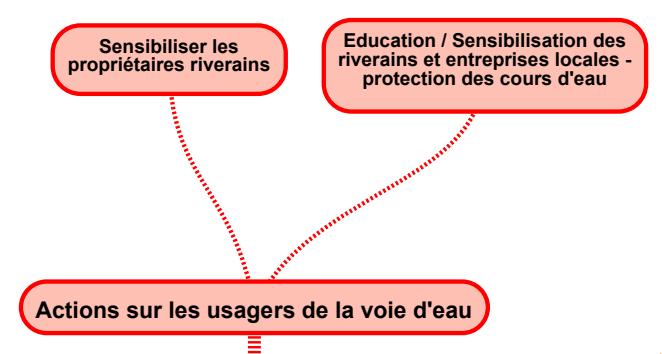 Sensibiliser les
propriétaires riverains
Education / Sensibilisation des
riverains et entreprises locales -
protection des cours d'eau
Actions sur les usagers de la voie d'eau